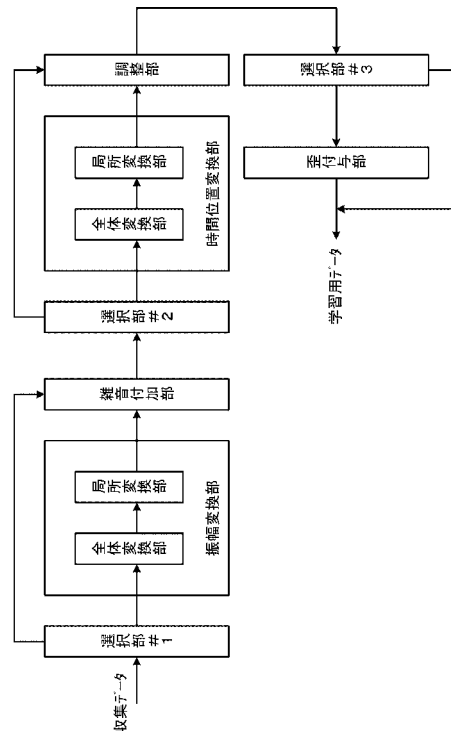 収集データ
選択部#1
全体変換部
局所変換部
振幅変換部
雑音付加部
選択部#2
全体変換部
局所変換部
時間位置変換部
調整部
選択部#3
歪付与部
学習用データ